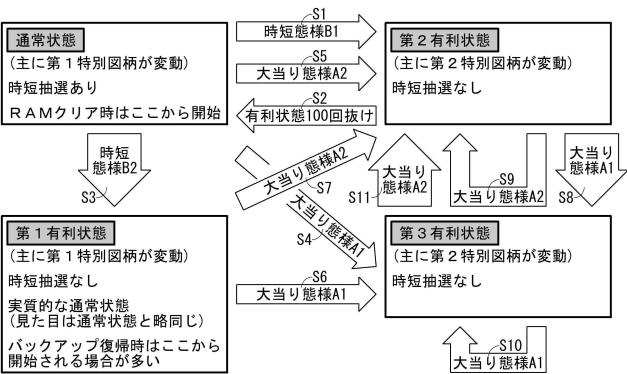 通常状態
(主に第１特別図柄が変動)
時短抽選あり
ＲＡＭクリア時はここから開始
S1
時短態様B1
S5
大当り態様A2
S2
有利状態100回抜け
第２有利状態
(主に第２特別図柄が変動)
時短抽選なし
時短
態様B2
S3
大当り態様A2
S7
大当り態様A1
S4
大当り
態様A2
S11
S9
大当り態様A2
大当り
態様A1
S8
第１有利状態
(主に第１特別図柄が変動)
時短抽選なし
実質的な通常状態
(見た目は通常状態と略同じ)
バックアップ復帰時はここから
開始される場合が多い
S6
大当り態様A1
第３有利状態
(主に第２特別図柄が変動)
時短抽選なし
S10
大当り態様A1